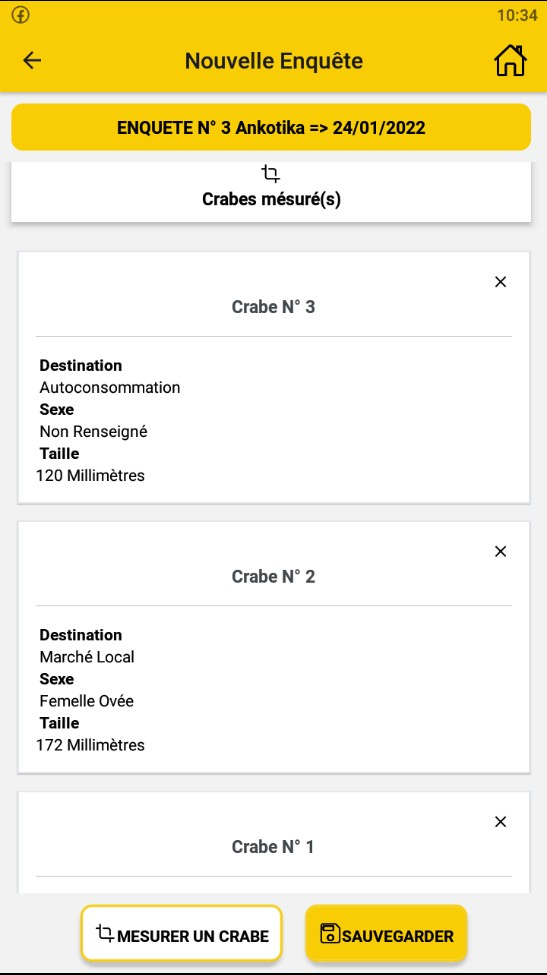 10:34
Nouvelle Enquête
ENQUETE N° 3 Ankotika => 24/01/2022
Crabes mésuré(s)
Crabe N° 3
Destination
Autoconsommation
Sexe
Non Renseigné
Taille
120 Millimètres
Crabe N° 2
Destination
Marché Local
Sexe
Femelle Ovée
Taille
172 Millimètres
Crabe N° 1
MESURER UN CRABE
SAUVEGARDER